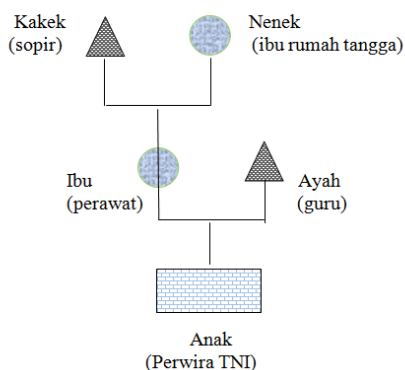 Kakek
(sopir)
Nenek
(ibu rumah tangga)
Ibu
(perawat)
Ayah
(guru)
Anak
(Perwira TNI)